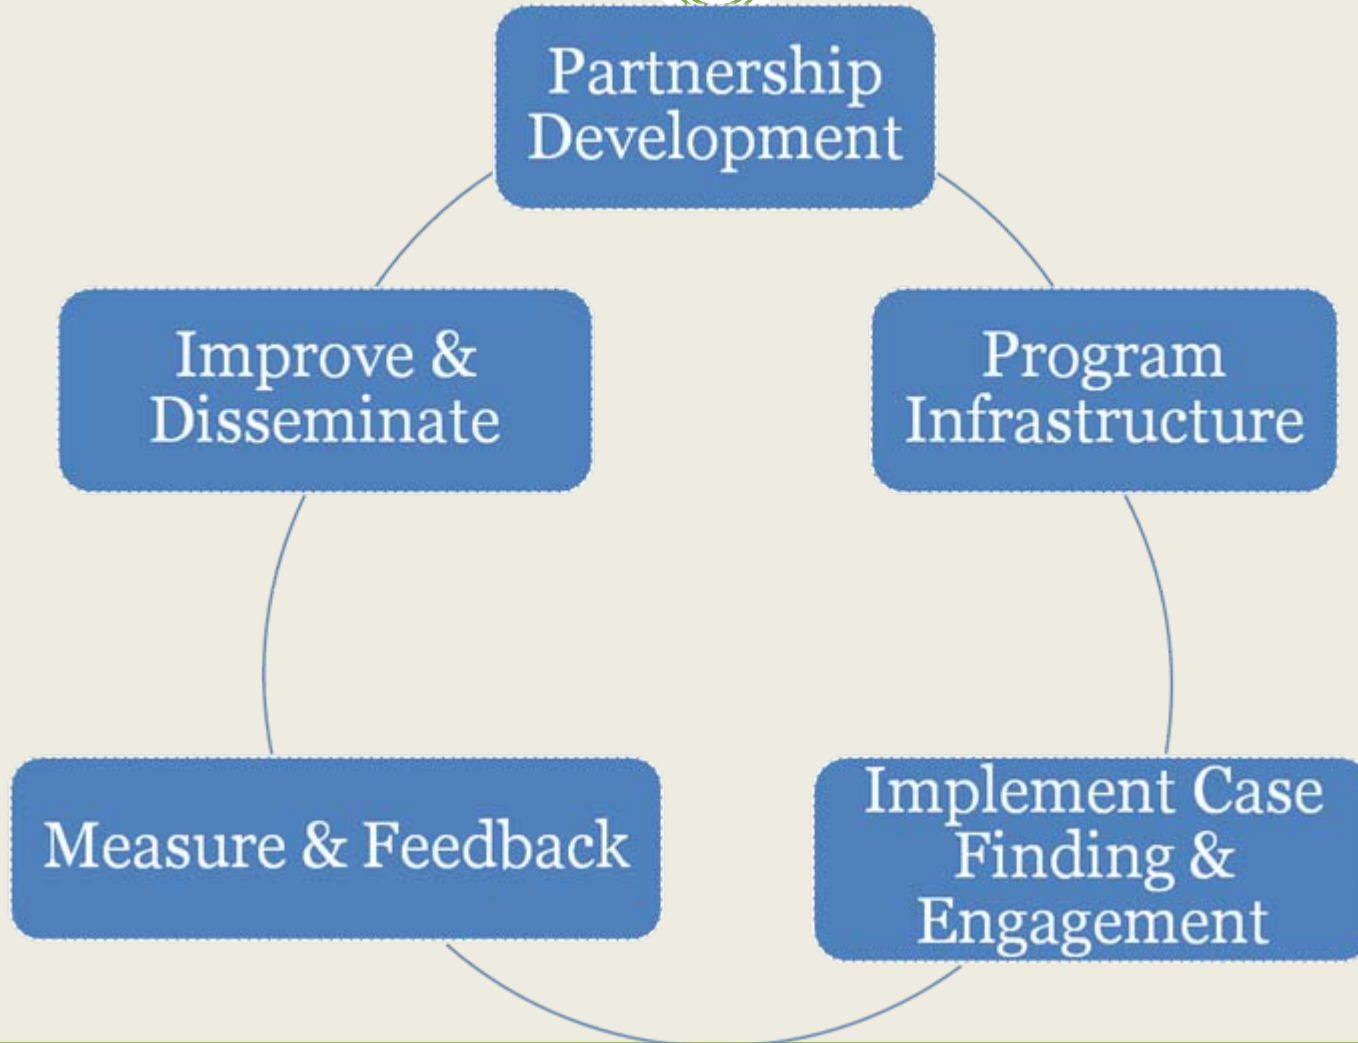 Partnership
Development
Improve &
Disseminate
Program
Infrastructure
Measure & Feedback
Implement Case
Finding &
Engagement